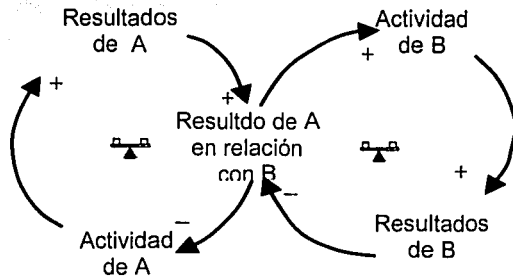 Resultados
de A
Actividad
de B
+
+
+
Resultdo de A
en relación
con B
+
−
−
Actividad
de A
Resultados
de B